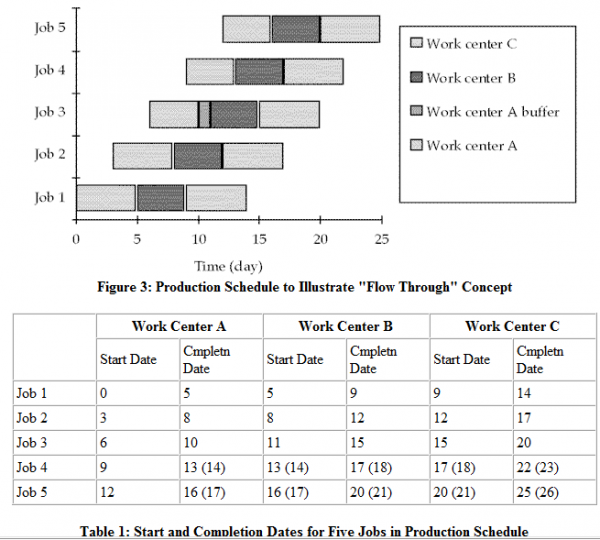 Job 5
Job 4
Job 3
Job 2
Job 1
0 5 10 15 20 25
Time (day)
Work center C
Work center B
Work center A buffer
Work center A
Figure 3: Production Schedule to Illustrate "Flow Through" Concept
Work Center A Work Center B Work Center C
Start Date Cmpletn Date Start Date Cmpletn Date Start Date Cmpletn Date
Job 1 0 5 5 9 9 14
Job 2 3 8 8 12 12 17
Job 3 6 10 11 15 15 20
Job 4 9 13 (14) 13 (14) 17 (18) 17 (18) 22 (23)
Job 5 12 16 (17) 16 (17) 20 (21) 20 (21) 25 (26)
Table 1: Start and Completion Dates for Five Jobs in Production Schedule